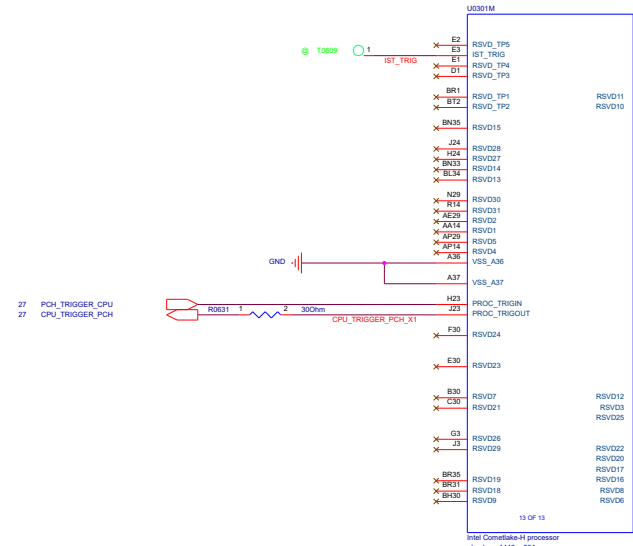 U0301M
E2 RSVD_TP5
@ T0609 1 IST_TRIG E3 IST_TRIG
E1 RSVD_TP4
D1 RSVD_TP3
BR1 RSVD_TP1 RSVD11
BT2 RSVD_TP2 RSVD10
BN35 RSVD15
J24 RSVD28
H24 RSVD27
BN33 RSVD14
BL34 RSVD13
N29 RSVD30
R14 RSVD31
AE29 RSVD2
AA14 RSVD1
AP29 RSVD5
AP14 RSVD4
GND A36 VSS_A36
A37 VSS_A37
27 PCH_TRIGGER_CPU H23 PROC_TRIGIN
27 CPU_TRIGGER_PCH R0631 1 2 30Ohm CPU_TRIGGER_PCH_X1 J23 PROC_TRIGOUT
F30 RSVD24
E30 RSVD23
B30 RSVD7 RSVD12
C30 RSVD21 RSVD3
RSVD25
G3 RSVD26
J3 RSVD29 RSVD22
RSVD20
RSVD17
BR35 RSVD19 RSVD16
BR31 RSVD18 RSVD8
BH30 RSVD9 RSVD6
13 OF 13
Intel Cometlake-H processor